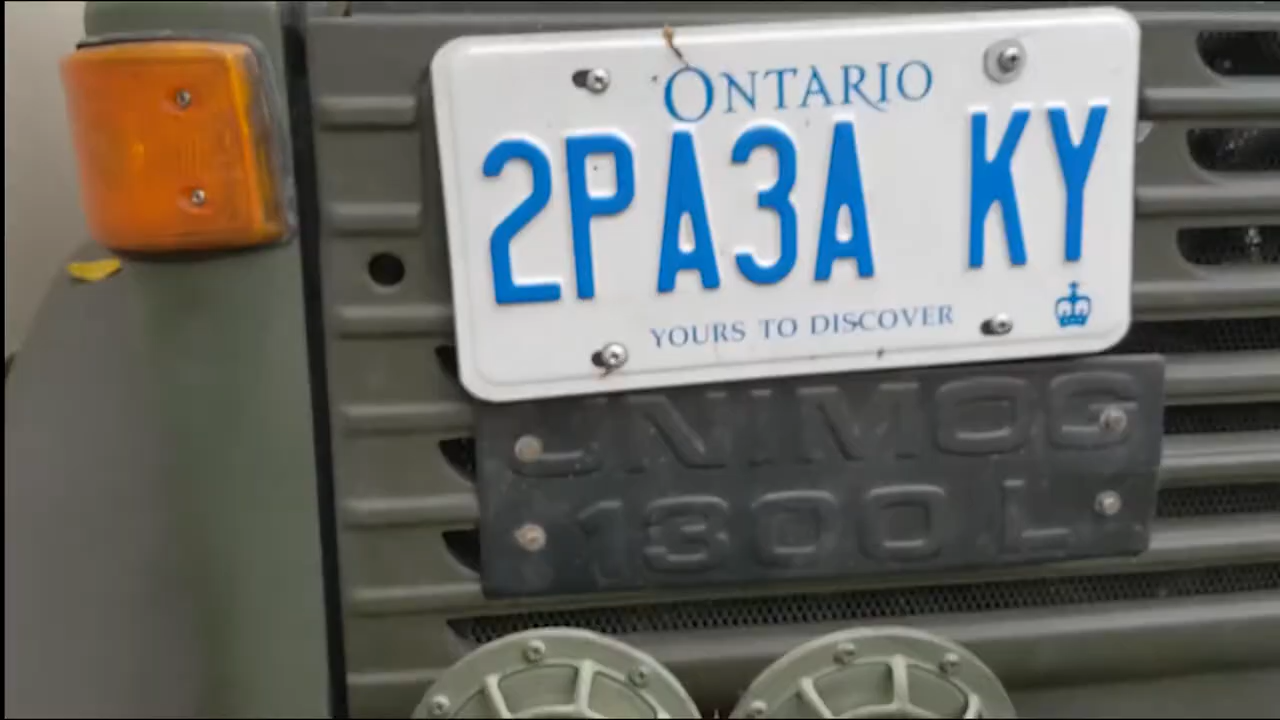 ONTARIO
2PA3A KY
YOURS TO DISCOVER
UNIMOG
1300 L